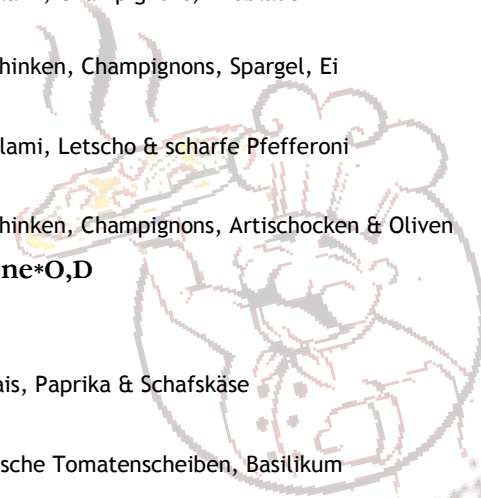 hinken, Champignons, Spargel, Ei
lami, Letscho & scharfe Pfefferoni
hinken, Champignons, Artischocken & Oliven
ne*O,D
ais, Paprika & Schafskäse
sche Tomatenscheiben, Basilikum